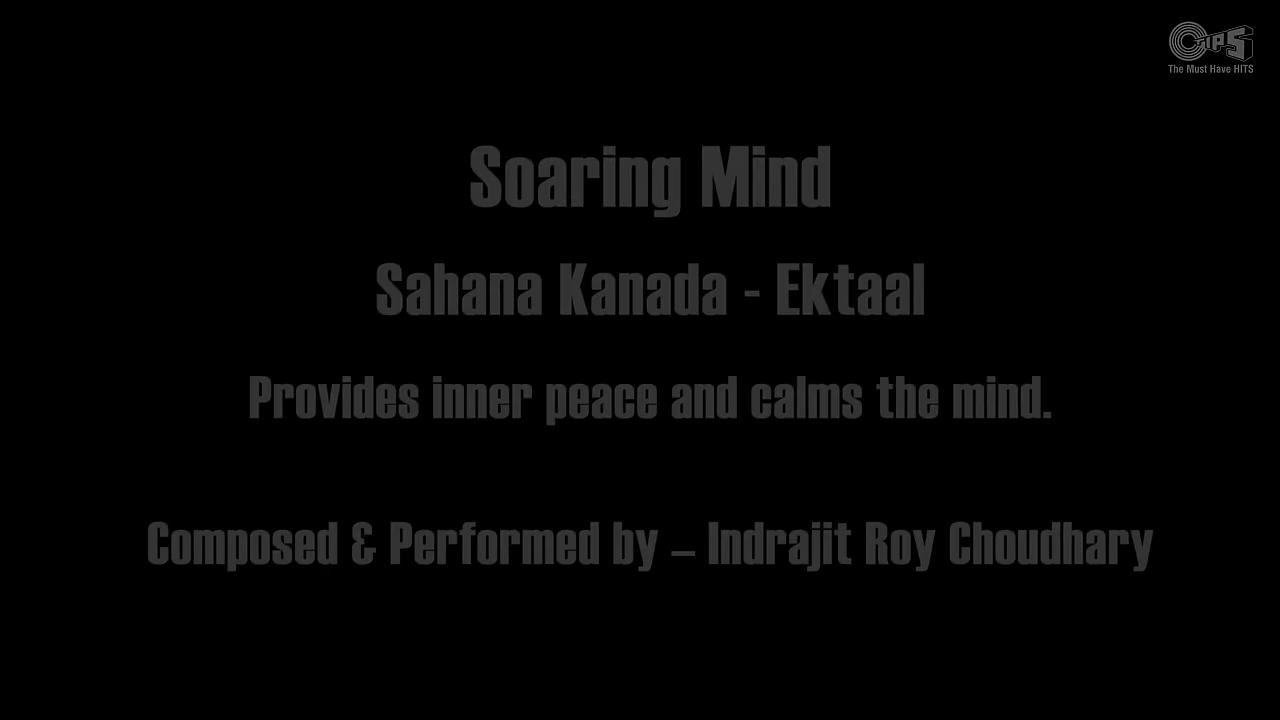 TIPS
The Must Have HITS
Soaring Mind
Sahana Kanada - Ektaal
Provides inner peace and calms the mind.
Composed & Performed by – Indrajit Roy Choudhary